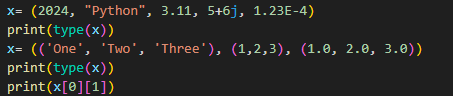 x= (2024, "Python", 3.11, 5+6j, 1.23E-4)
print(type(x))
x= (('One', 'Two', 'Three'), (1,2,3), (1.0, 2.0, 3.0))
print(type(x))
print(x[0][1])